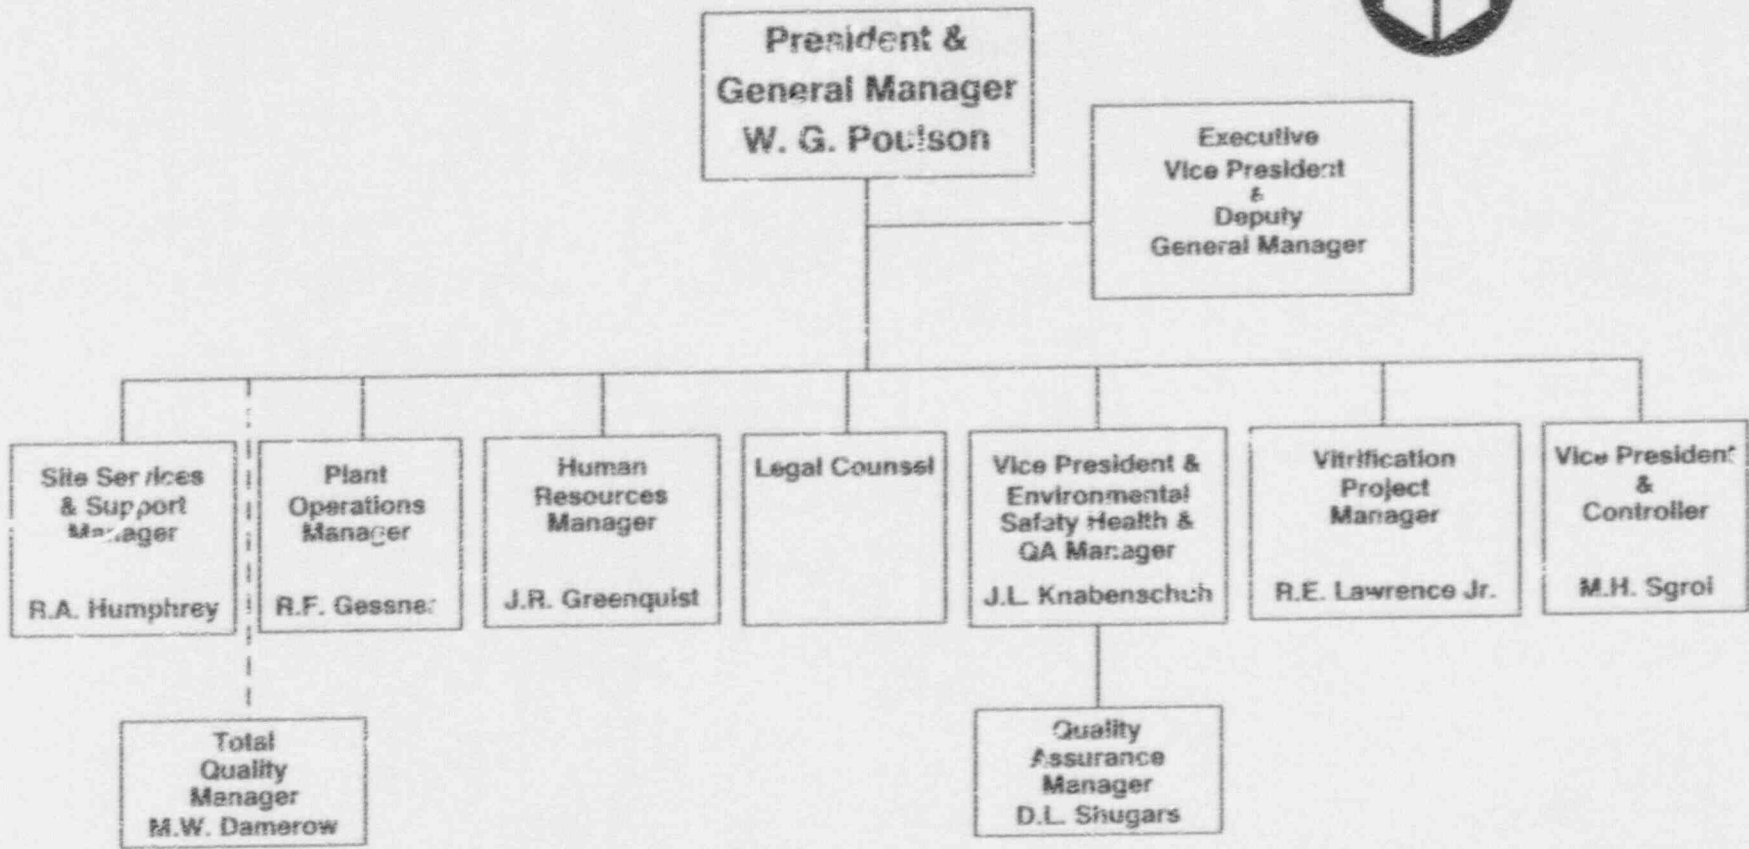 President &
General Manager
W. G. Poulson
Executive
Vice President
&
Deputy
General Manager
Site Services
& Support
Manager
R.A. Humphrey
Plant
Operations
Manager
R.F. Gessner
Human
Resources
Manager
J.R. Greenquist
Legal Counsel
Vice President &
Environmental
Safety Health &
QA Manager
J.L. Knabenschuh
Vitrification
Project
Manager
R.E. Lawrence Jr.
Vice President
&
Controller
M.H. Sgroi
Total
Quality
Manager
M.W. Damerow
Quality
Assurance
Manager
D.L. Shugars